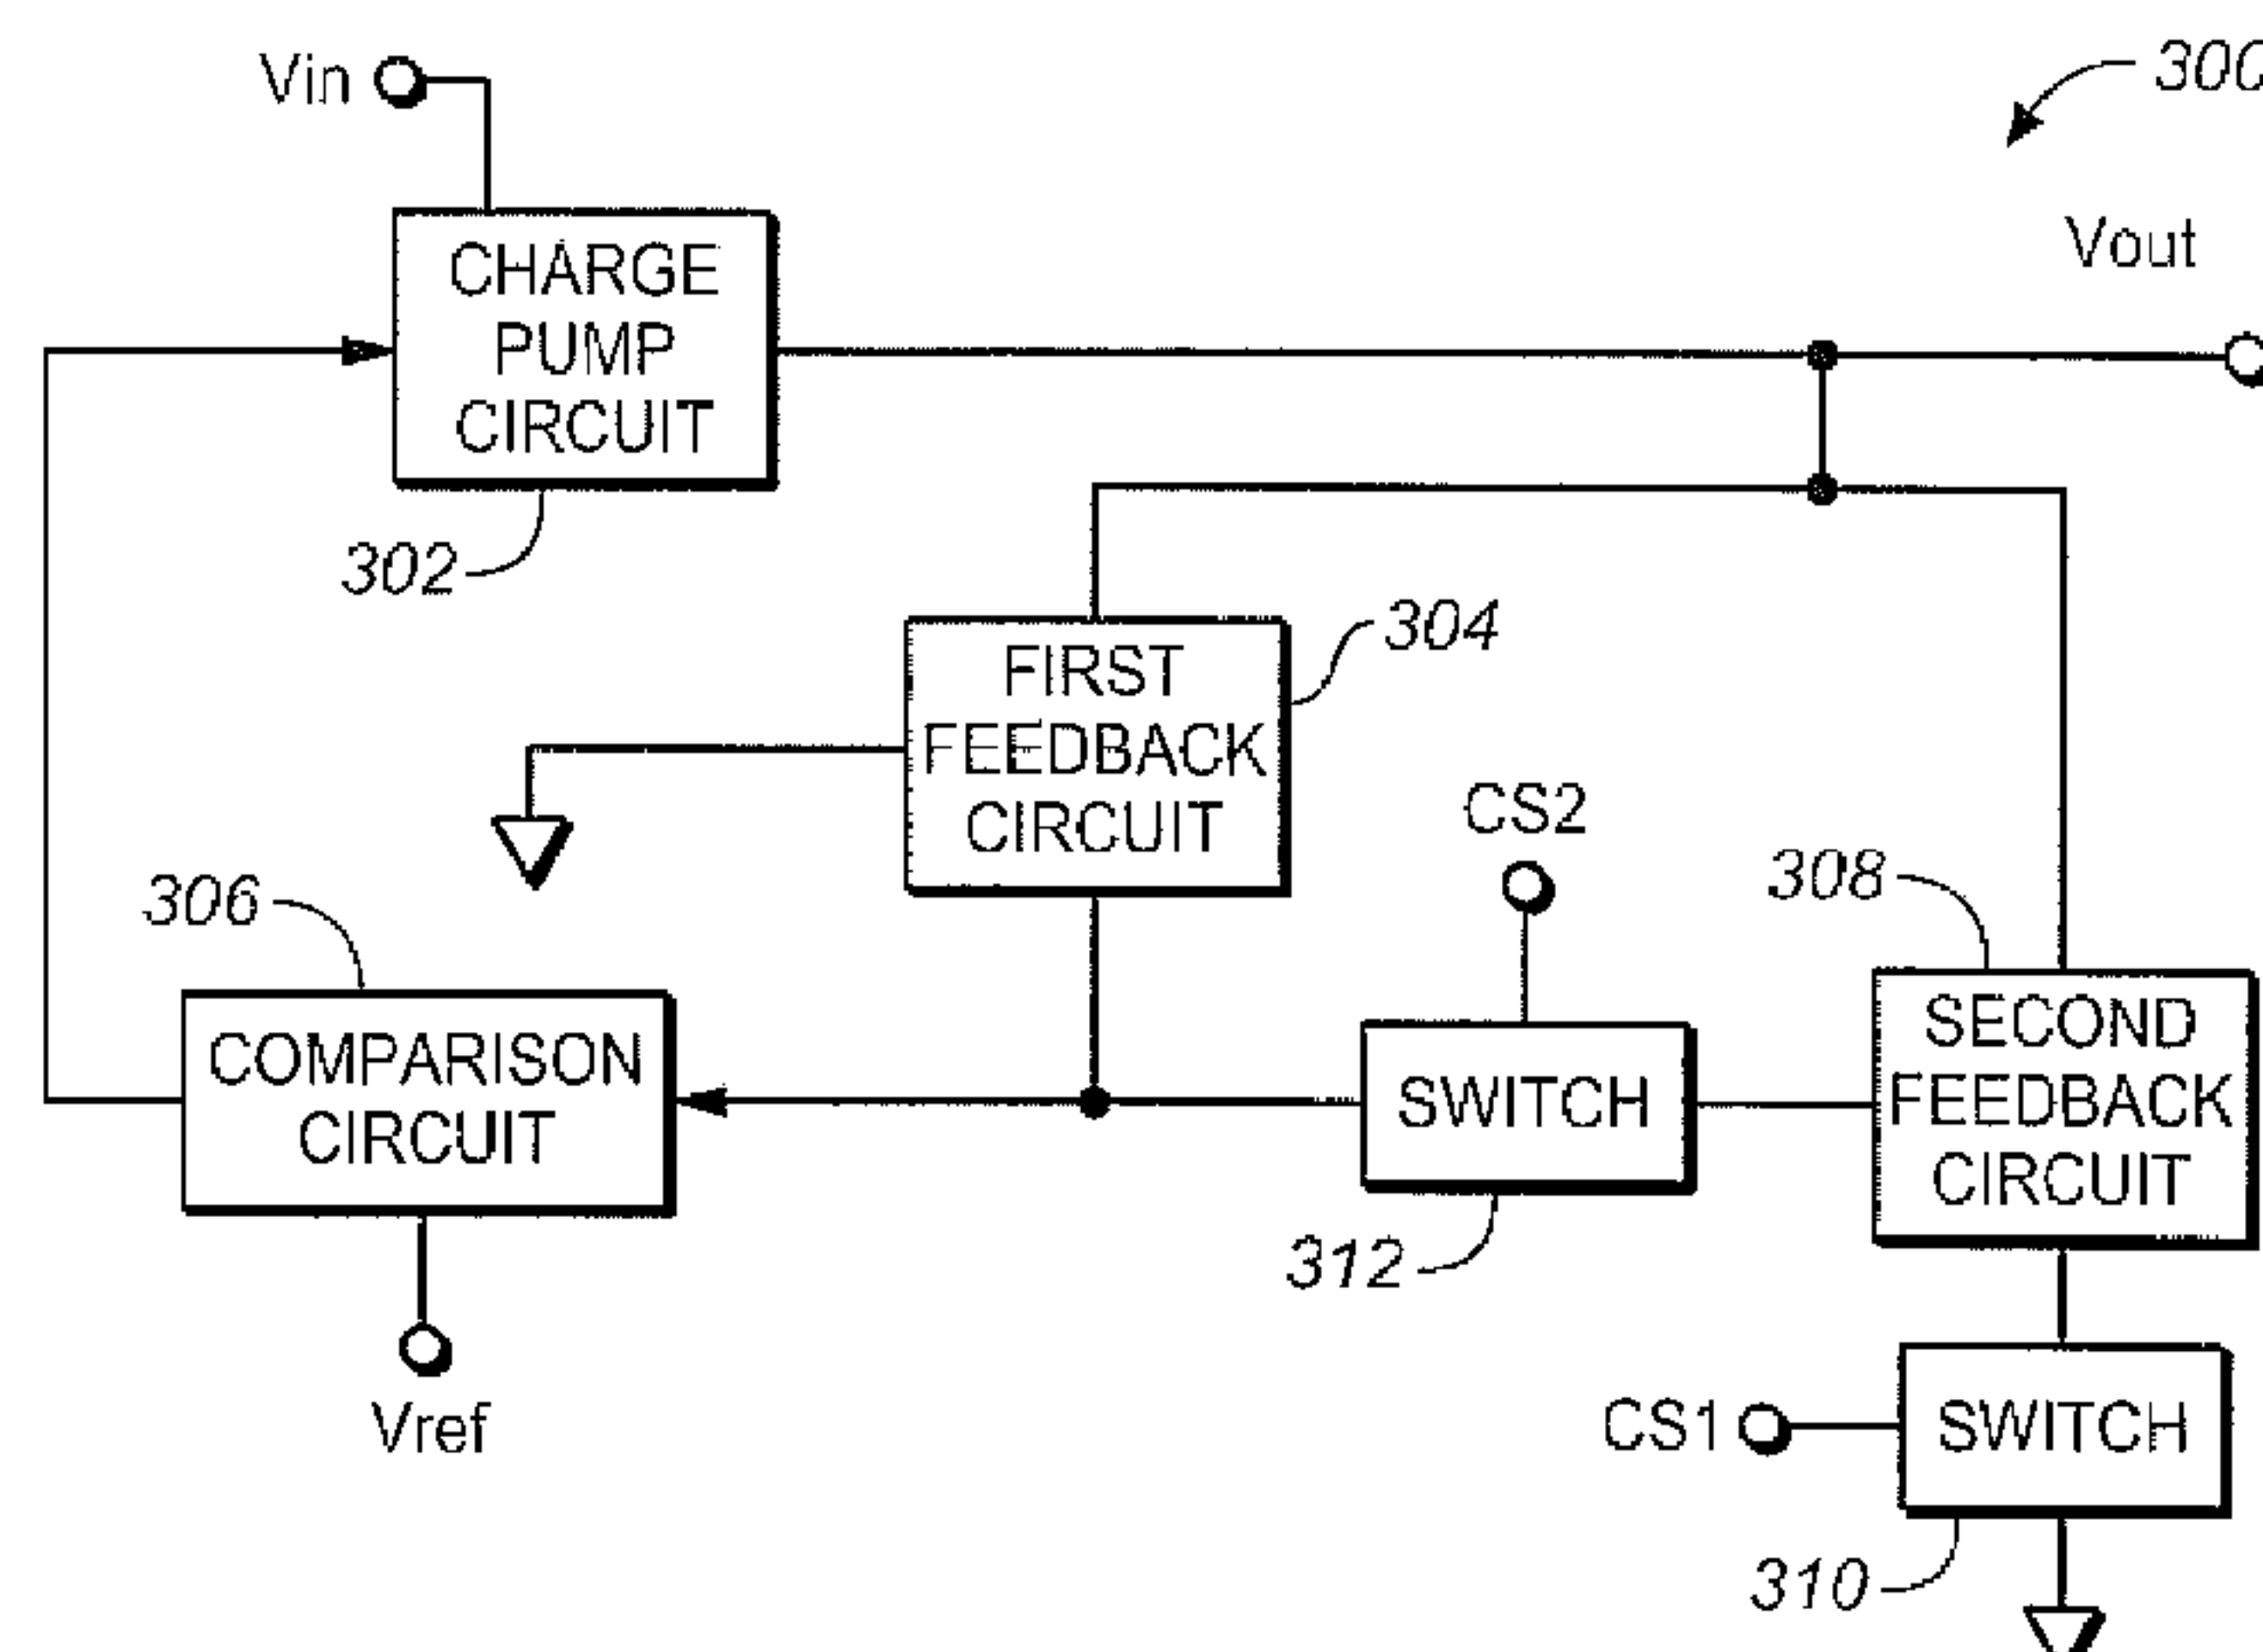 Vin
300
Vout
CHARGE
PUMP
CIRCUIT
302
304
FIRST
FEEDBACK
CIRCUIT
CS2
308
306
SECOND
FEEDBACK
CIRCUIT
COMPARISON
CIRCUIT
SWITCH
312
Vref
CS1
SWITCH
310